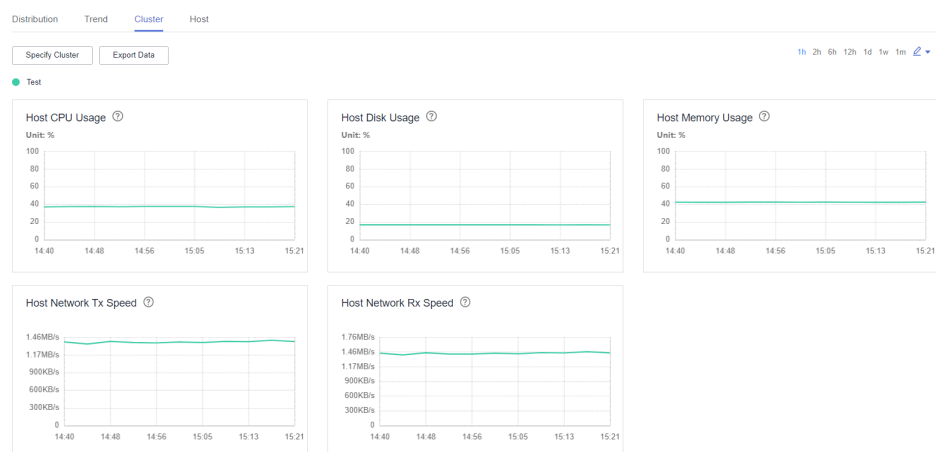 Distribution Trend Cluster Host
Specify Cluster Export Data 1h 2h 6h 12h 1d 1w 1m
Test
Host CPU Usage ?
Unit: %
100
80
60
40
20
0
14:40 14:48 14:56 15:05 15:13 15:21
Host Disk Usage ?
Unit: %
100
80
60
40
20
0
14:40 14:48 14:56 15:05 15:13 15:21
Host Memory Usage ?
Unit: %
100
80
60
40
20
0
14:40 14:48 14:56 15:05 15:13 15:21
Host Network Tx Speed ?
1.46MB/s
1.17MB/s
900KB/s
600KB/s
300KB/s
0
14:40 14:48 14:56 15:05 15:13 15:21
Host Network Rx Speed ?
1.76MB/s
1.46MB/s
1.17MB/s
900KB/s
600KB/s
300KB/s
0
14:40 14:48 14:56 15:05 15:13 15:21